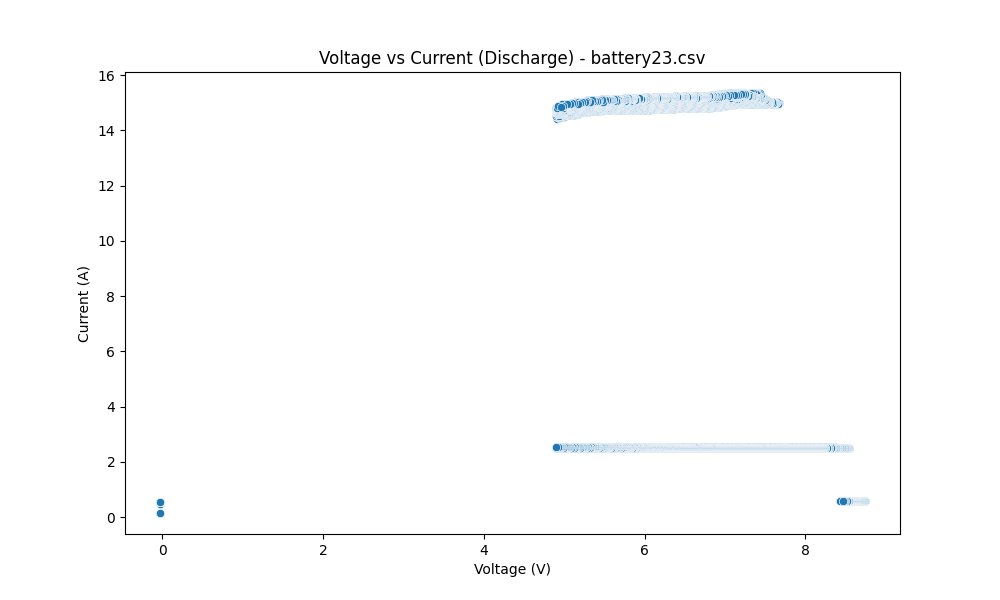 Voltage vs Current (Discharge) - battery23.csv
16
14
12
10
8
6
4
2
0
Current (A)
0 2 4 6 8
Voltage (V)